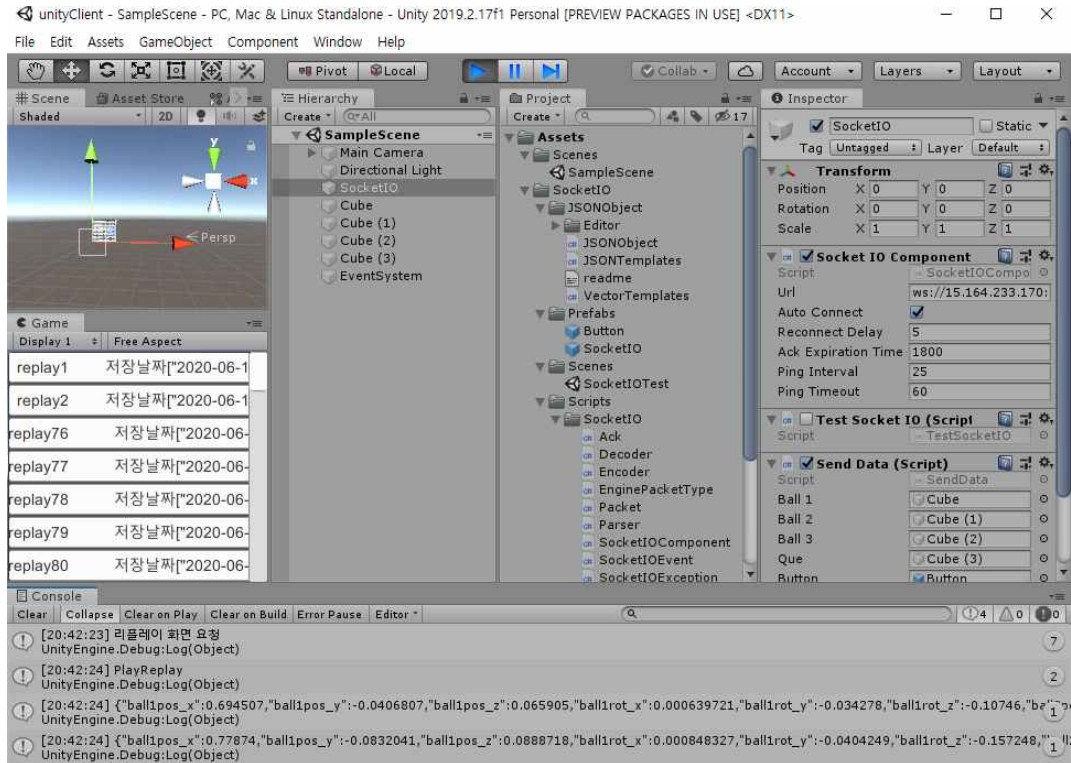 unityClient - SampleScene - PC, Mac & Linux Standalone - Unity 2019.2.17f1 Personal [PREVIEW PACKAGES IN USE] <DX11>
File Edit Assets GameObject Component Window Help
Pivot Local Collab Account Layers Layout
Scene Asset Store
Shaded 2D
y
x
Persp
Game
Display 1 Free Aspect
replay1 저장날짜["2020-06-1
replay2 저장날짜["2020-06-1
replay76 저장날짜["2020-06-
replay77 저장날짜["2020-06-
replay78 저장날짜["2020-06-
replay79 저장날짜["2020-06-
replay80 저장날짜["2020-06-
Hierarchy
Create All
SampleScene
Main Camera
Directional Light
SocketIO
Cube
Cube (1)
Cube (2)
Cube (3)
EventSystem
Project
Create 17
Assets
Scenes
SampleScene
SocketIO
JSONObject
Editor
JSONObject
JSONTemplates
readme
VectorTemplates
Prefabs
Button
SocketIO
Scenes
SocketIOTest
Scripts
SocketIO
Ack
Decoder
Encoder
EnginePacketType
Packet
Parser
SocketIOComponent
SocketIOEvent
SocketIOException
Inspector
SocketIO Static
Tag Untagged Layer Default
Transform
Position X 0 Y 0 Z 0
Rotation X 0 Y 0 Z 0
Scale X 1 Y 1 Z 1
Socket IO Component
Script SocketIOCompo
Url ws://15.164.233.170:
Auto Connect
Reconnect Delay 5
Ack Expiration Time 1800
Ping Interval 25
Ping Timeout 60
Test Socket IO (Script
Script TestSocketIO
Send Data (Script)
Script SendData
Ball 1 Cube
Ball 2 Cube (1)
Ball 3 Cube (2)
Que Cube (3)
Button Button
Console
Clear Collapse Clear on Play Clear on Build Error Pause Editor 4 0 0
[20:42:23] 리플레이 화면 요청 7
UnityEngine.Debug:Log(Object)
[20:42:24] PlayReplay 2
UnityEngine.Debug:Log(Object)
[20:42:24] {"ball1pos_x":0.694507,"ball1pos_y":-0.0406807,"ball1pos_z":0.065905,"ball1rot_x":0.000639721,"ball1rot_y":-0.034278,"ball1rot_z":-0.10746, 1
UnityEngine.Debug:Log(Object)
[20:42:24] {"ball1pos_x":0.77874,"ball1pos_y":-0.0832041,"ball1pos_z":0.0888718,"ball1rot_x":0.000848327,"ball1rot_y":-0.0404249,"ball1rot_z":-0.157248, 1
UnityEngine.Debug:Log(Object)